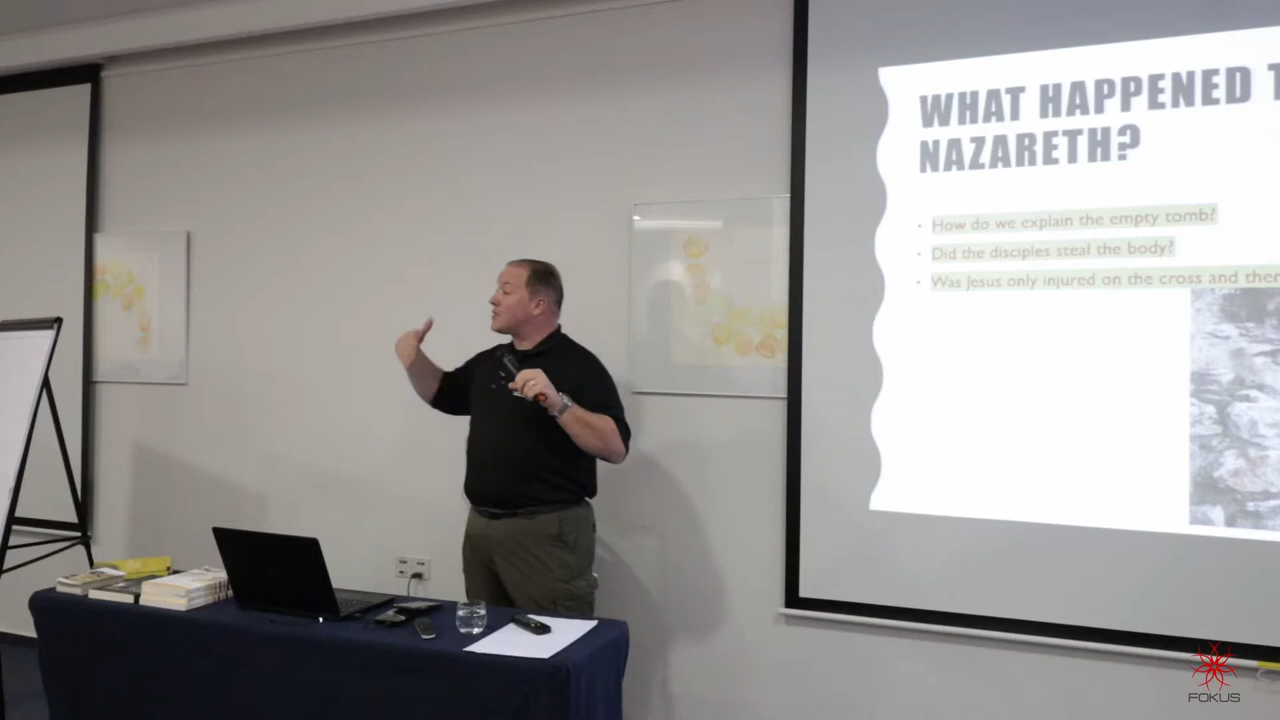 WHAT HAPPENED
NAZARETH?
• How do we explain the empty tomb?
• Did the disciples steal the body?
• Was Jesus only injured on the cross and then
FOKUS